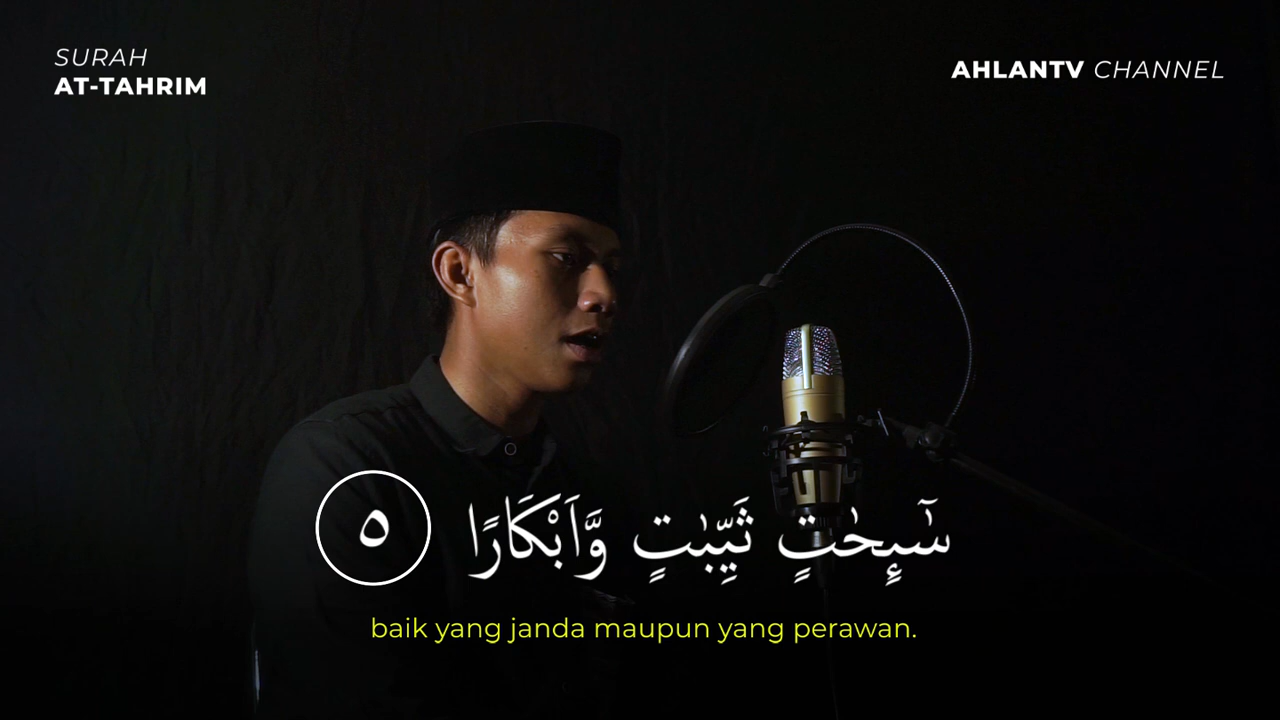 SURAH
AT-TAHRIM
AHLANTV CHANNEL
سٰۤىِٕحٰتٍ ثَيِّبٰتٍ وَّاَبْكَارًا ٥
baik yang janda maupun yang perawan.